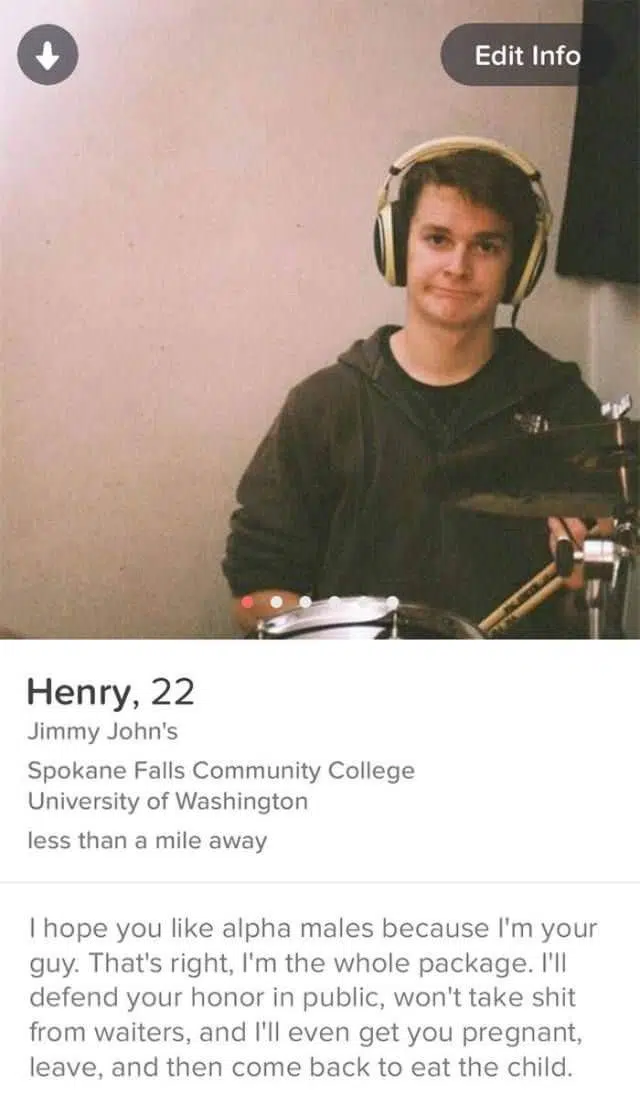 Edit Info
Henry, 22
Jimmy John's
Spokane Falls Community College
University of Washington
less than a mile away
I hope you like alpha males because I'm your
guy. That's right, I'm the whole package. I'll
defend your honor in public, won't take shit
from waiters, and I'll even get you pregnant,
leave, and then come back to eat the child.